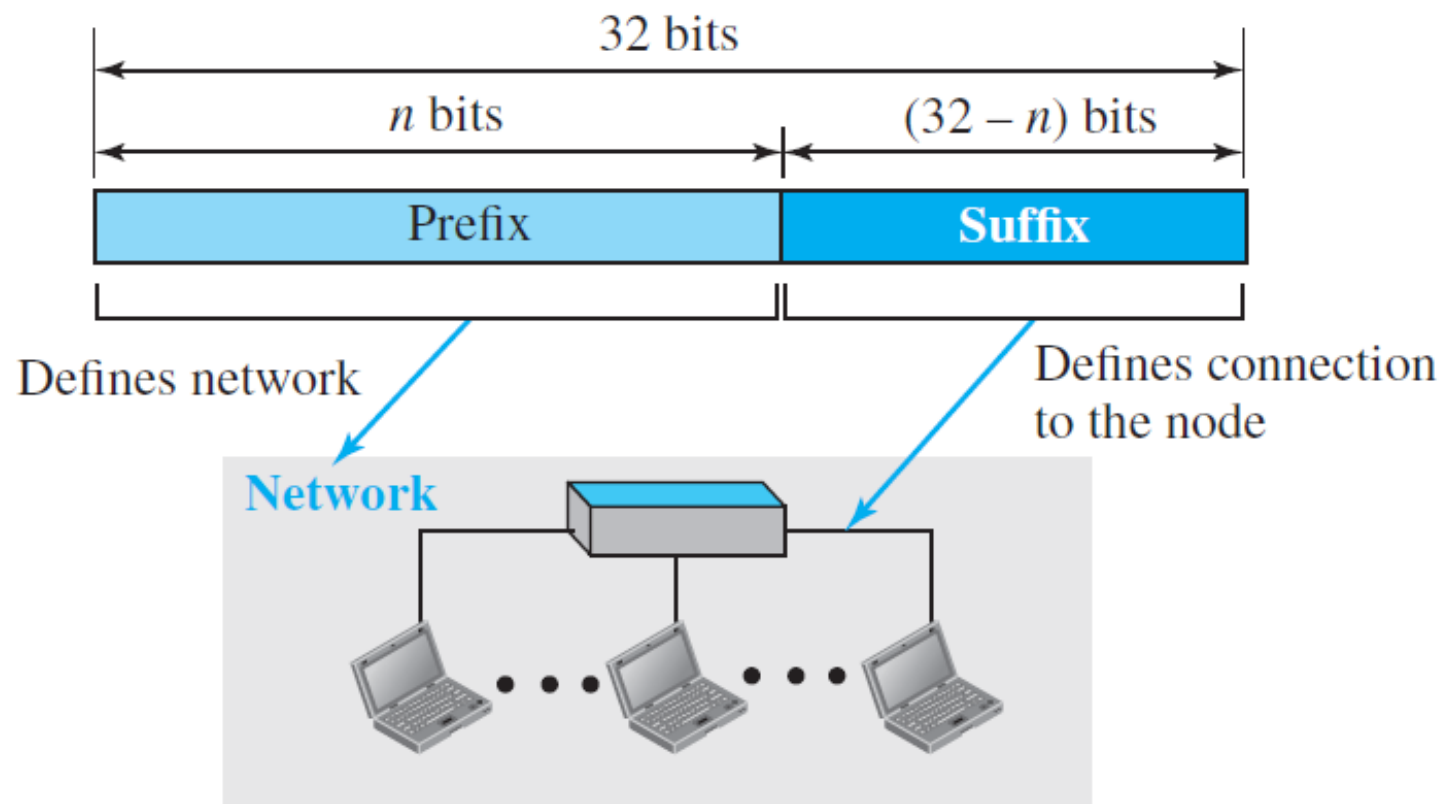 32 bits
n bits
(32 – n) bits
Prefix
Suffix
Defines network
Defines connection
to the node
Network